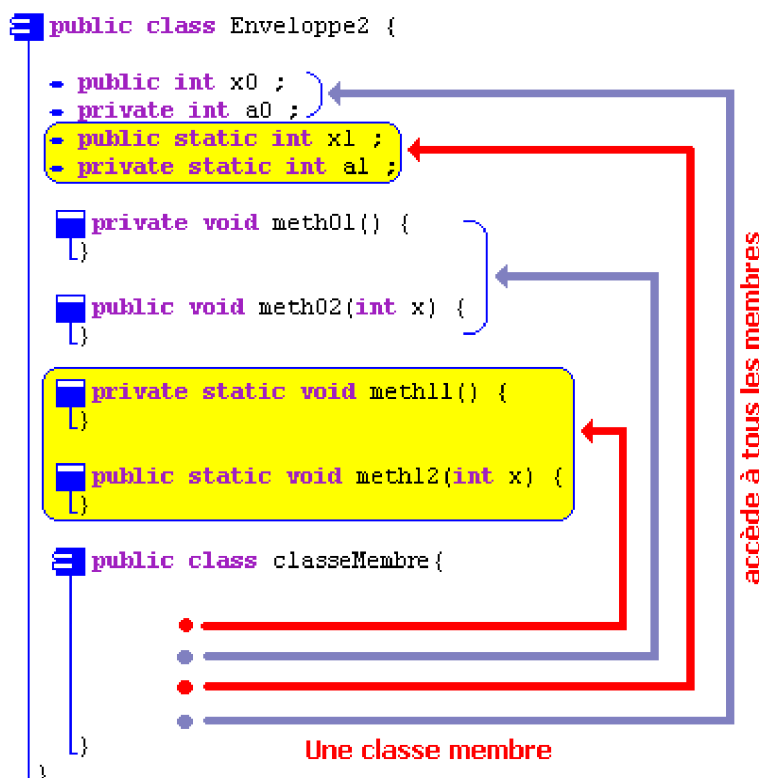 public class Enveloppe2 {
public int x0 ;
private int a0 ;
public static int x1 ;
private static int a1 ;
private void meth01() {
}
public void meth02(int x) {
}
private static void meth11() {
}
public static void meth12(int x) {
}
public class classeMembre{
}
Une classe membre
}
accède à tous les membres